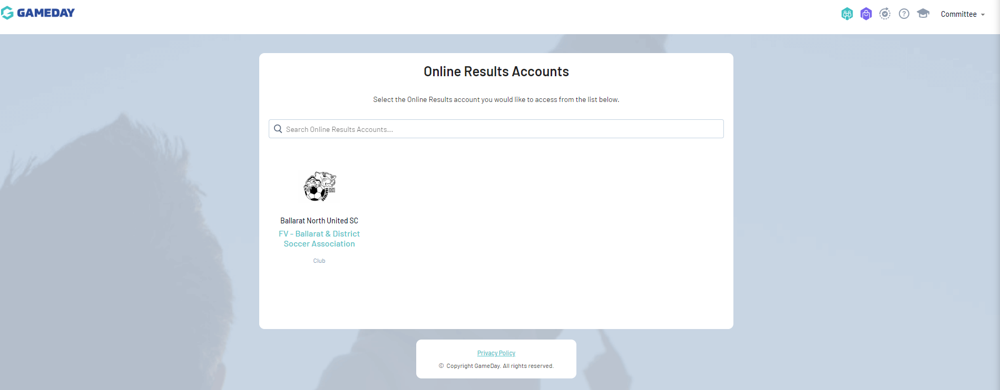 GAMEDAY
Committee
Online Results Accounts
Select the Online Results account you would like to access from the list below.
Search Online Results Accounts...
Ballarat North United SC
FV - Ballarat & District
Soccer Association
Club
Privacy Policy
© Copyright GameDay. All rights reserved.